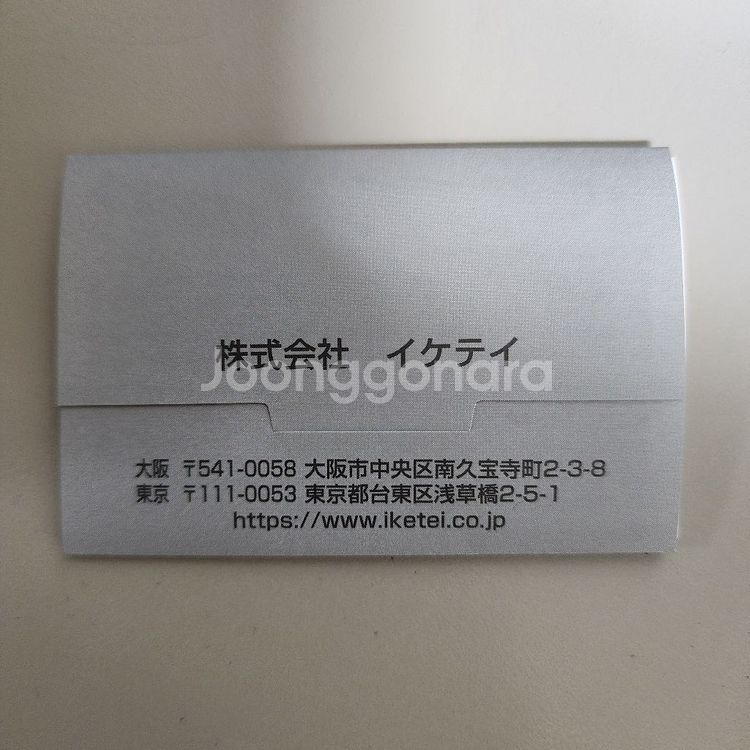 株式会社　イケテイ
Joonggonara
大阪 〒541-0058 大阪市中央区南久宝寺町2-3-8
東京 〒111-0053 東京都台東区浅草橋2-5-1
https://www.iketei.co.jp